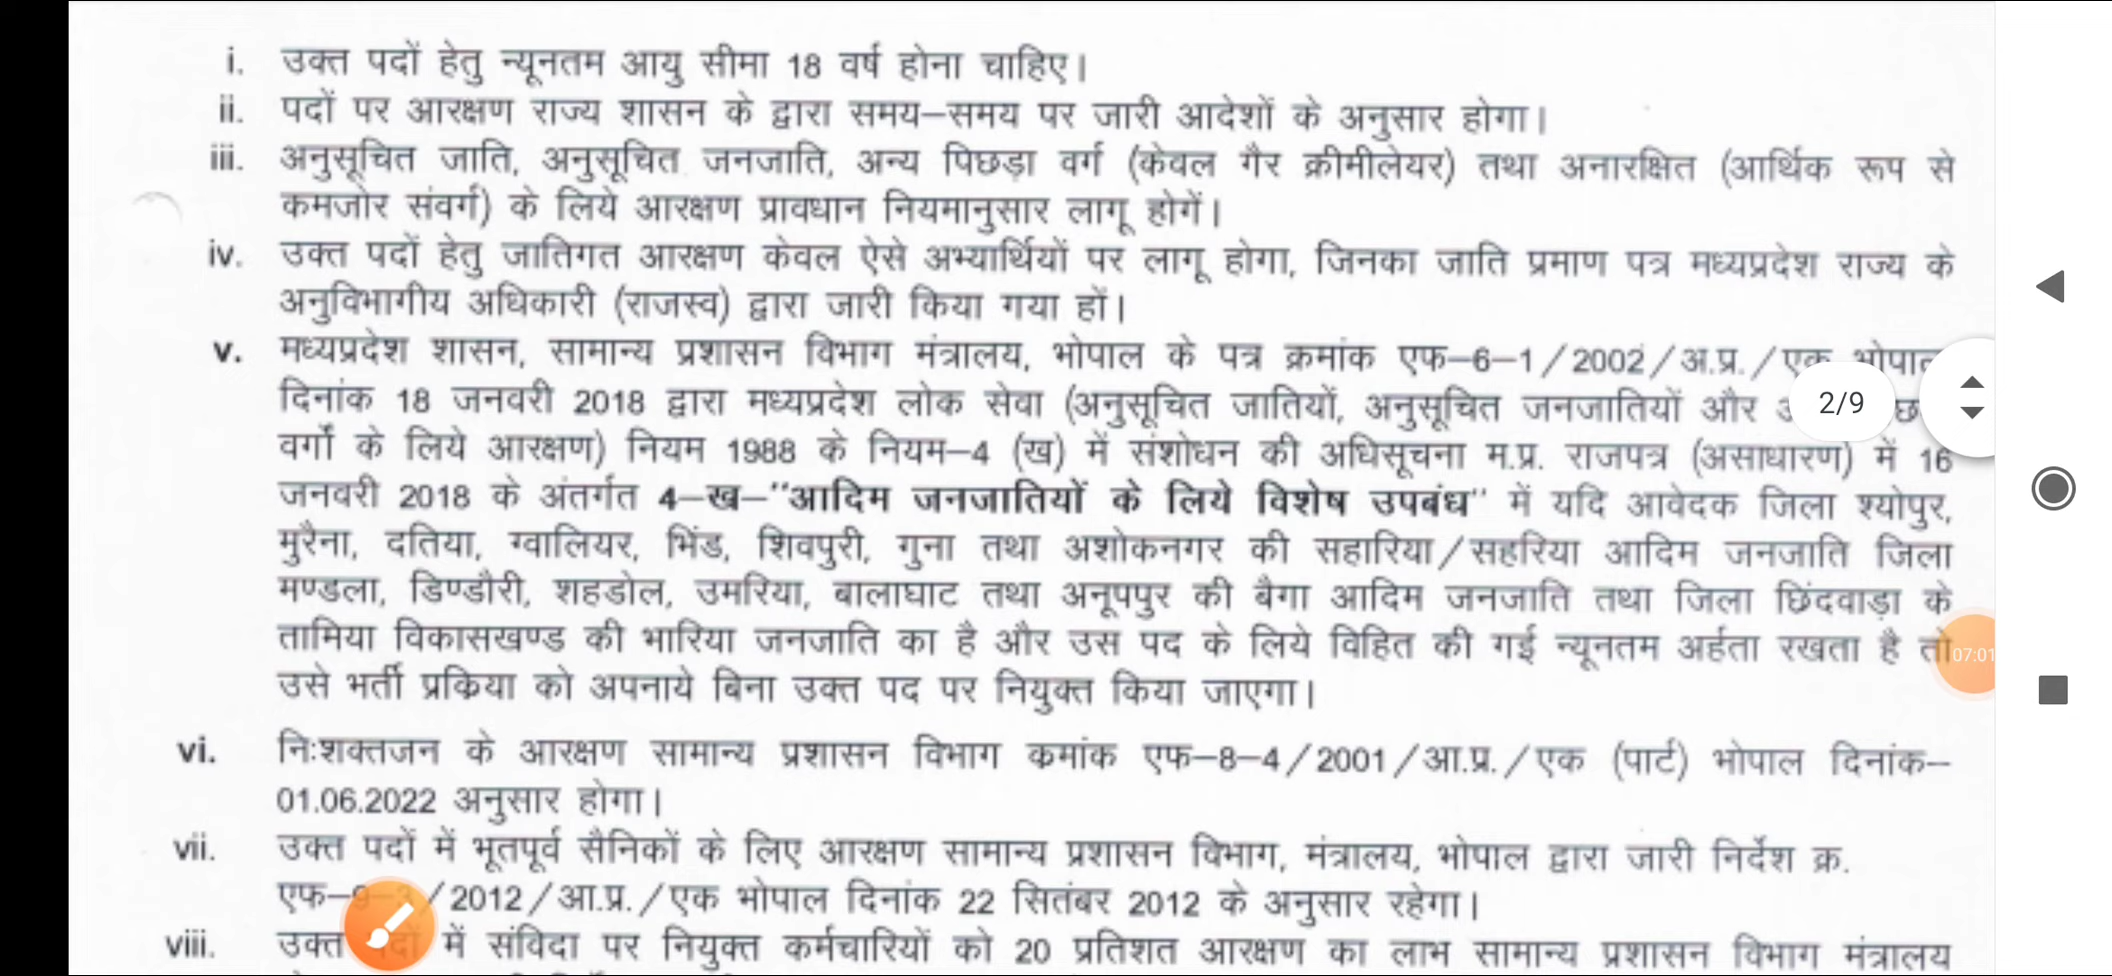 i. उक्त पदों हेतु न्यूनतम आयु सीमा 18 वर्ष होना चाहिए।
ii. पदों पर आरक्षण राज्य शासन के द्वारा समय–समय पर जारी आदेशों के अनुसार होगा।
iii. अनुसूचित जाति, अनुसूचित जनजाति, अन्य पिछड़ा वर्ग (केवल गैर क्रीमीलेयर) तथा अनारक्षित (आर्थिक रूप से
कमजोर संवर्ग) के लिये आरक्षण प्रावधान नियमानुसार लागू होगें।
iv. उक्त पदों हेतु जातिगत आरक्षण केवल ऐसे अभ्यार्थियों पर लागू होगा, जिनका जाति प्रमाण पत्र मध्यप्रदेश राज्य के
अनुविभागीय अधिकारी (राजस्व) द्वारा जारी किया गया हों।
v. मध्यप्रदेश शासन, सामान्य प्रशासन विभाग मंत्रालय, भोपाल के पत्र क्रमांक एफ–6–1/2002/अ.प्र./एक
दिनांक 18 जनवरी 2018 द्वारा मध्यप्रदेश लोक सेवा (अनुसूचित जातियों, अनुसूचित जनजातियों और 2/9
वर्गों के लिये आरक्षण) नियम 1988 के नियम–4 (ख) में संशोधन की अधिसूचना म.प्र. राजपत्र (असाधारण) में 16
जनवरी 2018 के अंतर्गत 4–ख–"आदिम जनजातियों के लिये विशेष उपबंध" में यदि आवेदक जिला श्योपुर,
मुरैना, दतिया, ग्वालियर, भिंड, शिवपुरी, गुना तथा अशोकनगर की सहारिया/सहरिया आदिम जनजाति जिला
मण्डला, डिण्डौरी, शहडोल, उमरिया, बालाघाट तथा अनूपपुर की बैगा आदिम जनजाति तथा जिला छिंदवाड़ा के
तामिया विकासखण्ड की भारिया जनजाति का है और उस पद के लिये विहित की गई न्यूनतम अर्हता रखता है तो 07:01
उसे भर्ती प्रकिया को अपनाये बिना उक्त पद पर नियुक्त किया जाएगा।
vi. निःशक्तजन के आरक्षण सामान्य प्रशासन विभाग कमांक एफ–8–4/2001/आ.प्र./एक (पार्ट) भोपाल दिनांक–
01.06.2022 अनुसार होगा।
vii. उक्त पदों में भूतपूर्व सैनिकों के लिए आरक्षण सामान्य प्रशासन विभाग, मंत्रालय, भोपाल द्वारा जारी निर्देश क्र.
एफ–9–3/2012/आ.प्र./एक भोपाल दिनांक 22 सितंबर 2012 के अनुसार रहेगा।
viii. उक्त पदों में संविदा पर नियुक्त कर्मचारियों को 20 प्रतिशत आरक्षण का लाभ सामान्य प्रशासन विभाग मंत्रालय